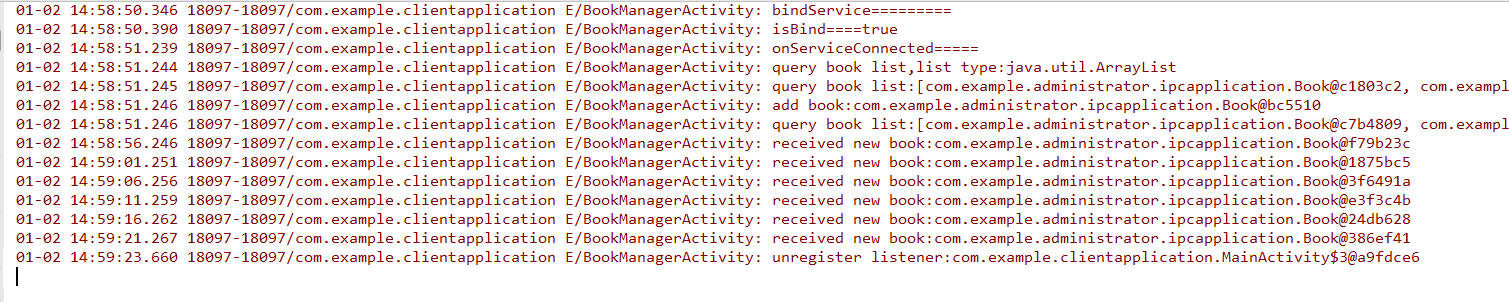 01-02 14:58:50.346 18097-18097/com.example.clientapplication E/BookManagerActivity: bindService=========
01-02 14:58:50.390 18097-18097/com.example.clientapplication E/BookManagerActivity: isBind====true
01-02 14:58:51.239 18097-18097/com.example.clientapplication E/BookManagerActivity: onServiceConnected=====
01-02 14:58:51.244 18097-18097/com.example.clientapplication E/BookManagerActivity: query book list,list type:java.util.ArrayList
01-02 14:58:51.245 18097-18097/com.example.clientapplication E/BookManagerActivity: query book list:[com.example.administrator.ipcapplication.Book@c1803c2, com.exampl
01-02 14:58:51.246 18097-18097/com.example.clientapplication E/BookManagerActivity: add book:com.example.administrator.ipcapplication.Book@bc5510
01-02 14:58:51.246 18097-18097/com.example.clientapplication E/BookManagerActivity: query book list:[com.example.administrator.ipcapplication.Book@c7b4809, com.exampl
01-02 14:58:56.246 18097-18097/com.example.clientapplication E/BookManagerActivity: received new book:com.example.administrator.ipcapplication.Book@f79b23c
01-02 14:59:01.251 18097-18097/com.example.clientapplication E/BookManagerActivity: received new book:com.example.administrator.ipcapplication.Book@1875bc5
01-02 14:59:06.256 18097-18097/com.example.clientapplication E/BookManagerActivity: received new book:com.example.administrator.ipcapplication.Book@3f6491a
01-02 14:59:11.259 18097-18097/com.example.clientapplication E/BookManagerActivity: received new book:com.example.administrator.ipcapplication.Book@e3f3c4b
01-02 14:59:16.262 18097-18097/com.example.clientapplication E/BookManagerActivity: received new book:com.example.administrator.ipcapplication.Book@24db628
01-02 14:59:21.267 18097-18097/com.example.clientapplication E/BookManagerActivity: received new book:com.example.administrator.ipcapplication.Book@386ef41
01-02 14:59:23.660 18097-18097/com.example.clientapplication E/BookManagerActivity: unregister listener:com.example.clientapplication.MainActivity$3@a9fdce6